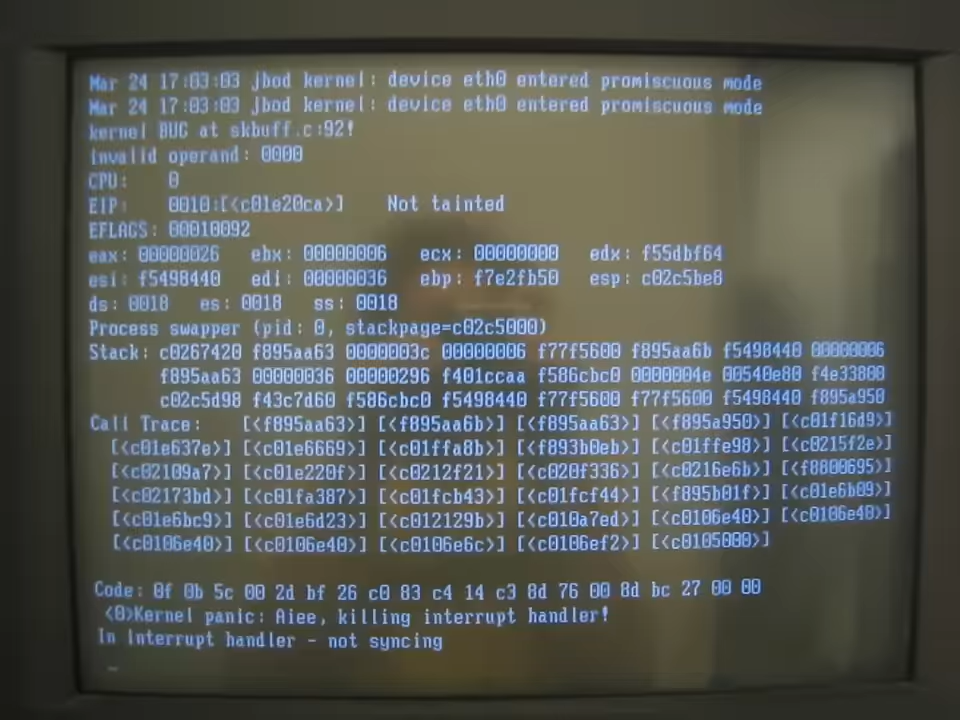 Mar 24 17:03:03 jbod kernel: device eth0 entered promiscuous mode
Mar 24 17:03:03 jbod kernel: device eth0 entered promiscuous mode
kernel BUG at skbuff.c:92!
invalid operand: 0000
CPU: 0
EIP: 0010:[<c01e20ca>] Not tainted
EFLAGS: 00010092
eax: 00000026 ebx: 00000006 ecx: 00000000 edx: f55dbf64
esi: f5498440 edi: 00000036 ebp: f7e2fb50 esp: c02c5be8
ds: 0018 es: 0018 ss: 0018
Process swapper (pid: 0, stackpage=c02c5000)
Stack: c0267420 f895aa63 0000003c 00000006 f77f5600 f895aa6b f5498440 00000006
f895aa63 00000036 00000296 f401ccaa f586cbc0 0000004e 00540e80 f4e33800
c02c5d98 f43c7d60 f586cbc0 f5498440 f77f5600 f77f5600 f5498440 f895a950
Call Trace: [<f895aa63>] [<f895aa6b>] [<f895aa63>] [<f895a950>] [<c01f16d9>]
[<c01e637e>] [<c01e6669>] [<c01ffa8b>] [<f893b0eb>] [<c01ffe98>] [<c0215f2e>]
[<c02109a7>] [<c01e220f>] [<c0212f21>] [<c020f336>] [<c0216e6b>] [<f8800695>]
[<c02173bd>] [<c01fa387>] [<c01fcb43>] [<c01fcf44>] [<f895b01f>] [<c01e6b09>]
[<c01e6bc9>] [<c01e6d23>] [<c012129b>] [<c010a7ed>] [<c0106e40>] [<c0106e40>]
[<c0106e40>] [<c0106e40>] [<c0106e6c>] [<c0106ef2>] [<c0105000>]
Code: 0f 0b 5c 00 2d bf 26 c0 83 c4 14 c3 8d 76 00 8d bc 27 00 00
<0>Kernel panic: Aiee, killing interrupt handler!
In interrupt handler - not syncing
_